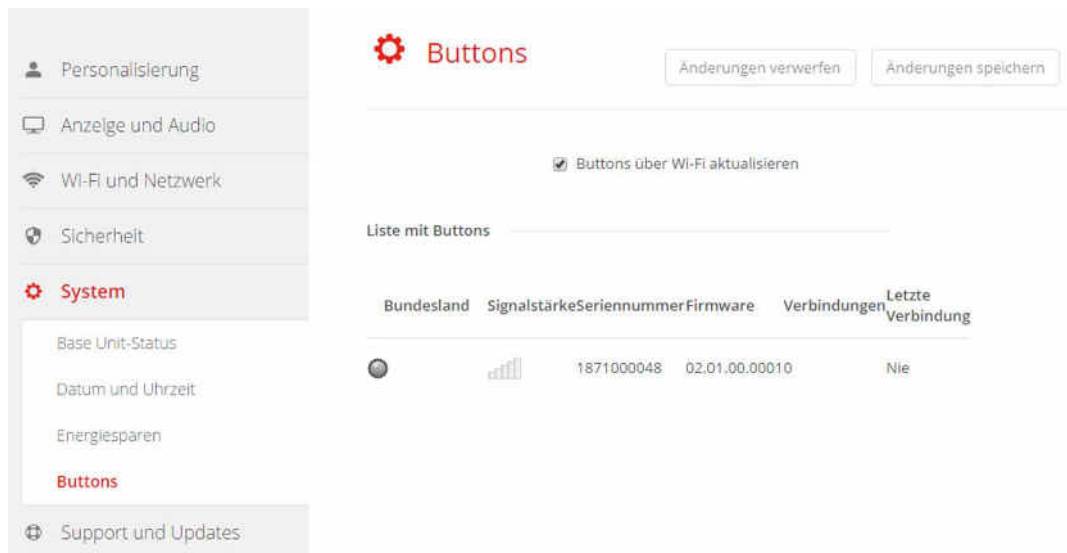 Personalisierung
Anzeige und Audio
Wi-Fi und Netzwerk
Sicherheit
System
Base Unit-Status
Datum und Uhrzeit
Energiesparen
Buttons
Support und Updates
Buttons
Änderungen verwerfen
Änderungen speichern
Buttons über Wi-Fi aktualisieren
Liste mit Buttons
Bundesland Signalstärke Seriennummer Firmware Verbindungen Letzte Verbindung
1871000048 02.01.00.00010 Nie